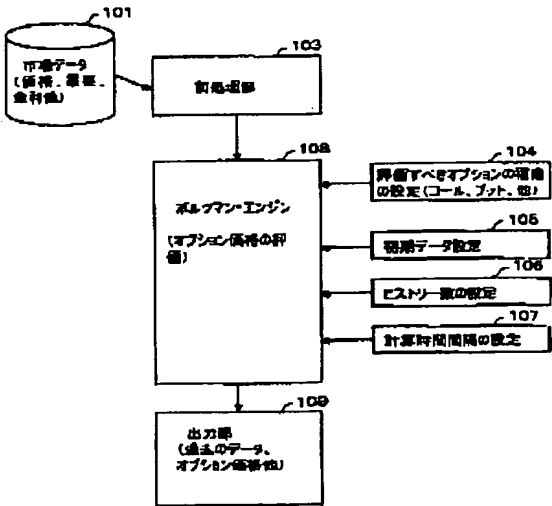 101
市場データ
(価格、需要、
金利他)
103
前処理部
108
ボルツマン・エンジン
(オプション価格の評
価)
104
評価すべきオプションの種類
の設定(コール、プット、他)
105
初期データ設定
106
ヒストリー数の設定
107
計算時間間隔の設定
109
出力部
(過去のデータ、
オプション価格他)